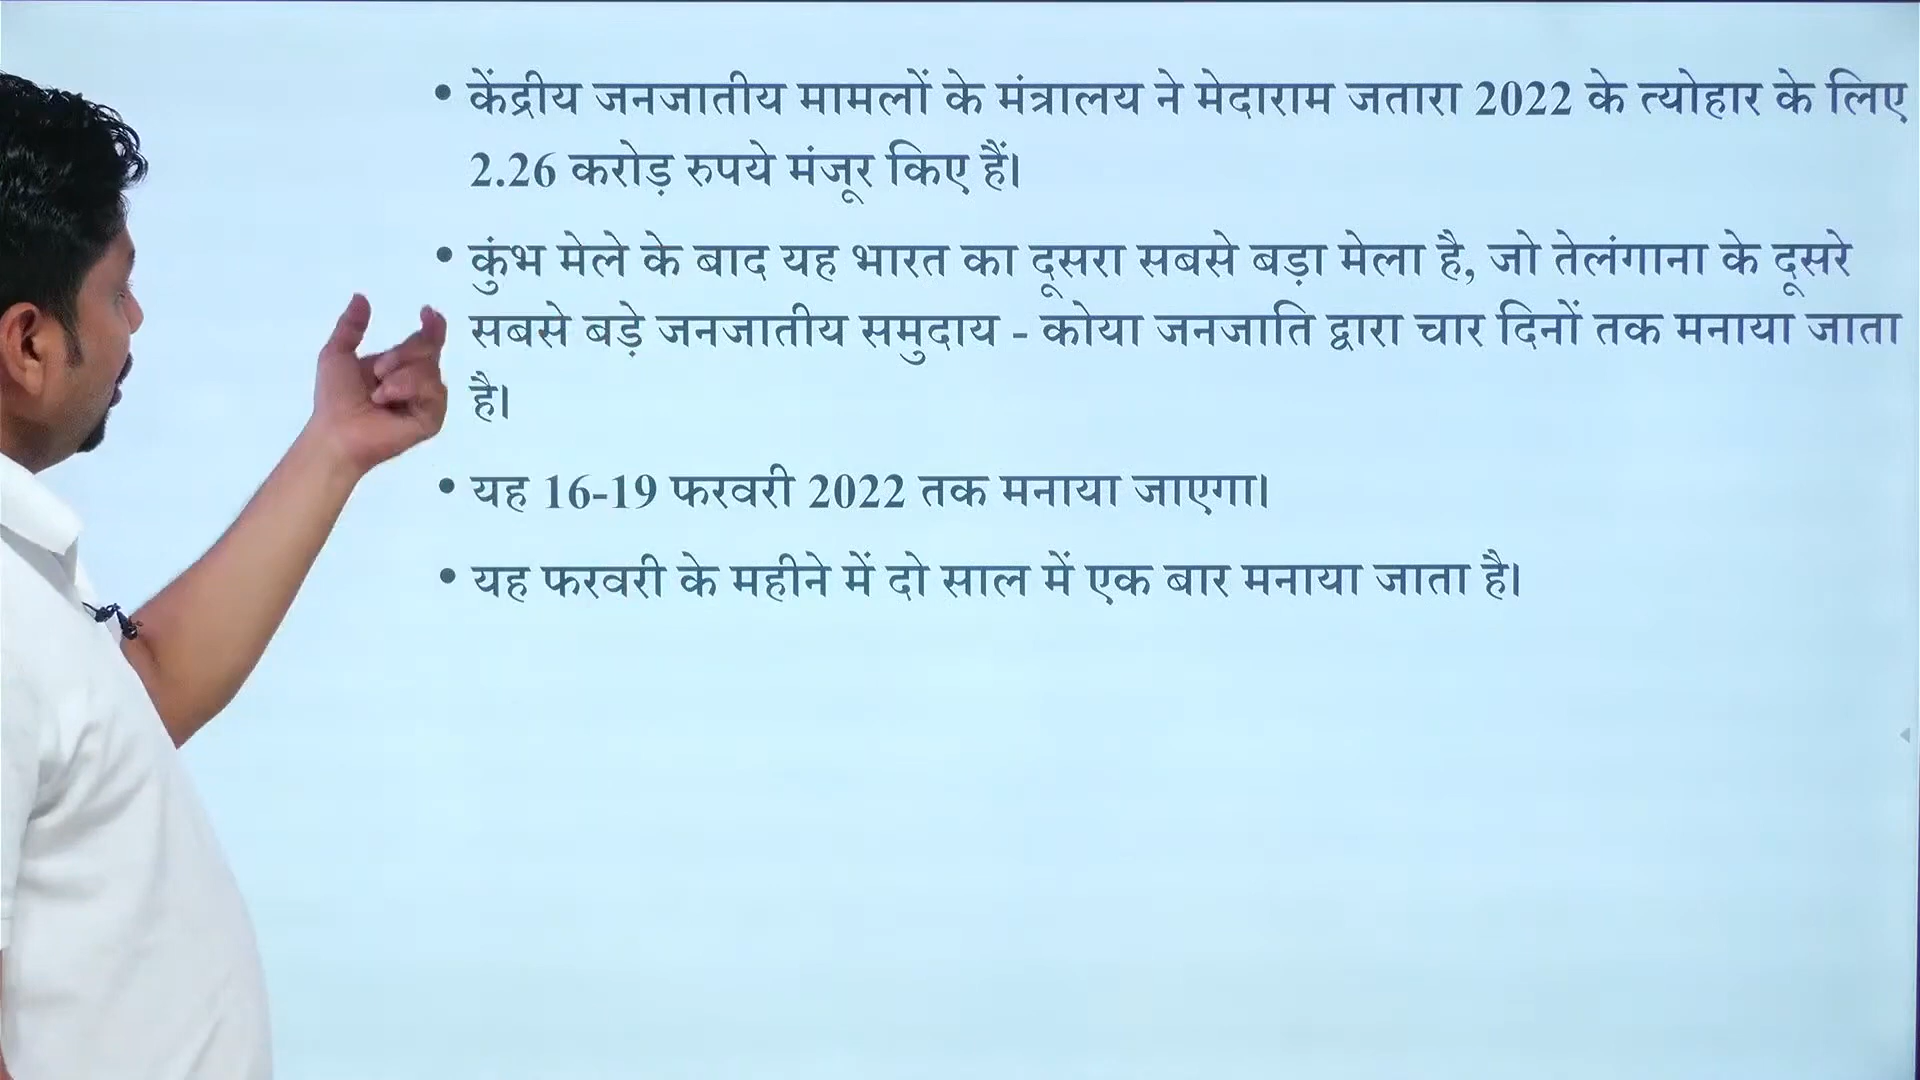 • केंद्रीय जनजातीय मामलों के मंत्रालय ने मेदाराम जतारा 2022 के त्योहार के लिए
2.26 करोड़ रुपये मंजूर किए हैं।
• कुंभ मेले के बाद यह भारत का दूसरा सबसे बड़ा मेला है, जो तेलंगाना के दूसरे
सबसे बड़े जनजातीय समुदाय - कोया जनजाति द्वारा चार दिनों तक मनाया जाता
है।
• यह 16-19 फरवरी 2022 तक मनाया जाएगा।
• यह फरवरी के महीने में दो साल में एक बार मनाया जाता है।